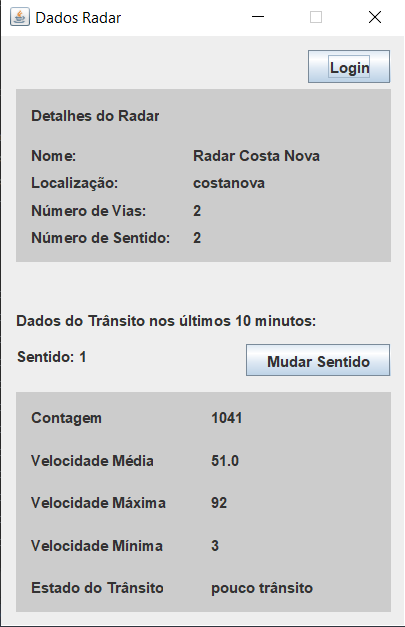 Dados Radar
Login
Detalhes do Radar
Nome: Radar Costa Nova
Localização: costanova
Número de Vias: 2
Número de Sentido: 2
Dados do Trânsito nos últimos 10 minutos:
Sentido: 1 Mudar Sentido
Contagem 1041
Velocidade Média 51.0
Velocidade Máxima 92
Velocidade Mínima 3
Estado do Trânsito pouco trânsito